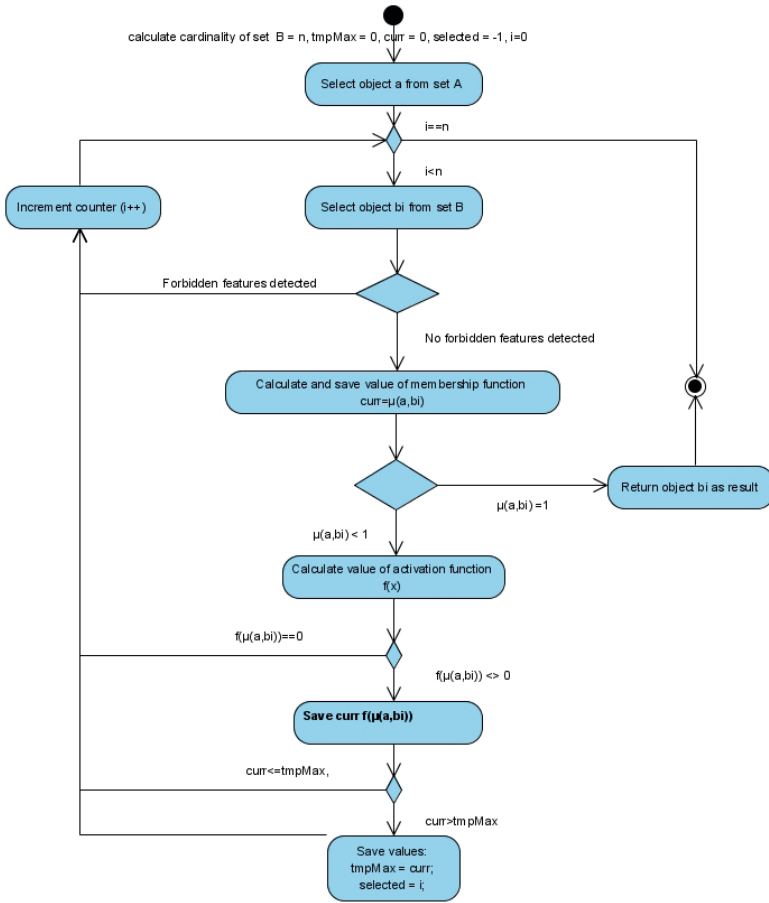 calculate cardinality of set B = n, tmpMax = 0, curr = 0, selected = -1, i=0
Select object a from set A
i==n
i<n
Increment counter (i++)
Select object bi from set B
Forbidden features detected
No forbidden features detected
Calculate and save value of membership function
curr=μ(a,bi)
Return object bi as result
μ(a,bi) =1
μ(a,bi) < 1
Calculate value of activation function
f(x)
f(μ(a,bi))==0
f(μ(a,bi)) <> 0
Save curr f(μ(a,bi))
curr<=tmpMax,
curr>tmpMax
Save values:
tmpMax = curr;
selected = i;